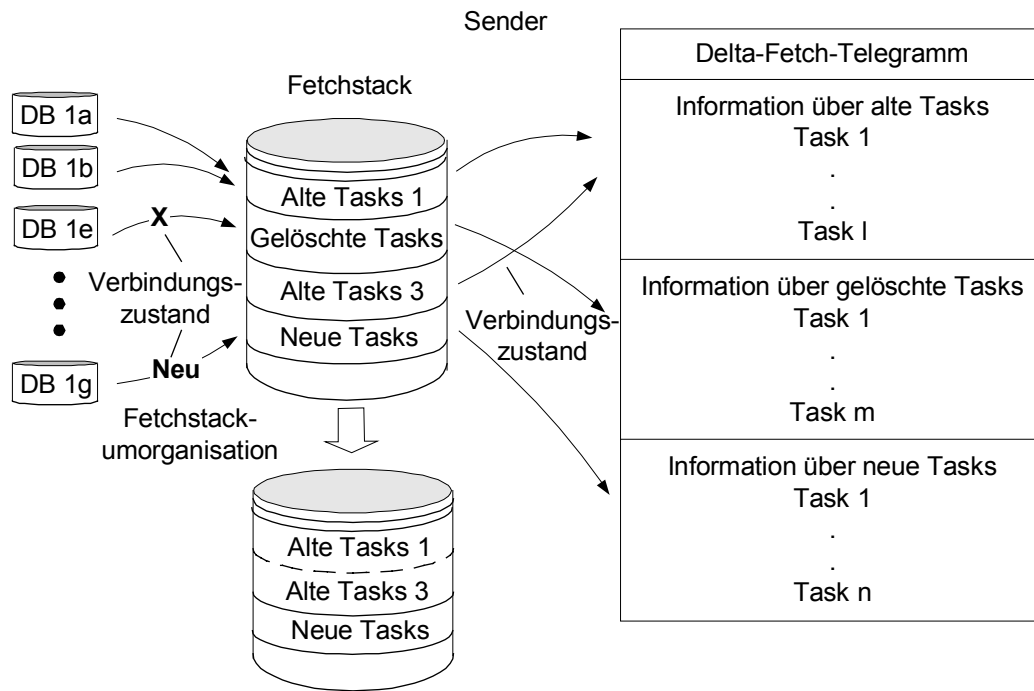 Sender
Fetchstack
DB 1a
DB 1b
DB 1e
X
Verbindungs-
zustand
Neu
DB 1g
Alte Tasks 1
Gelöschte Tasks
Alte Tasks 3
Neue Tasks
Verbindungs-
zustand
Fetchstack-
umorganisation
Alte Tasks 1
Alte Tasks 3
Neue Tasks
Delta-Fetch-Telegramm
Information über alte Tasks
Task 1
.
.
Task l
Information über gelöschte Tasks
Task 1
.
.
Task m
Information über neue Tasks
Task 1
.
.
Task n